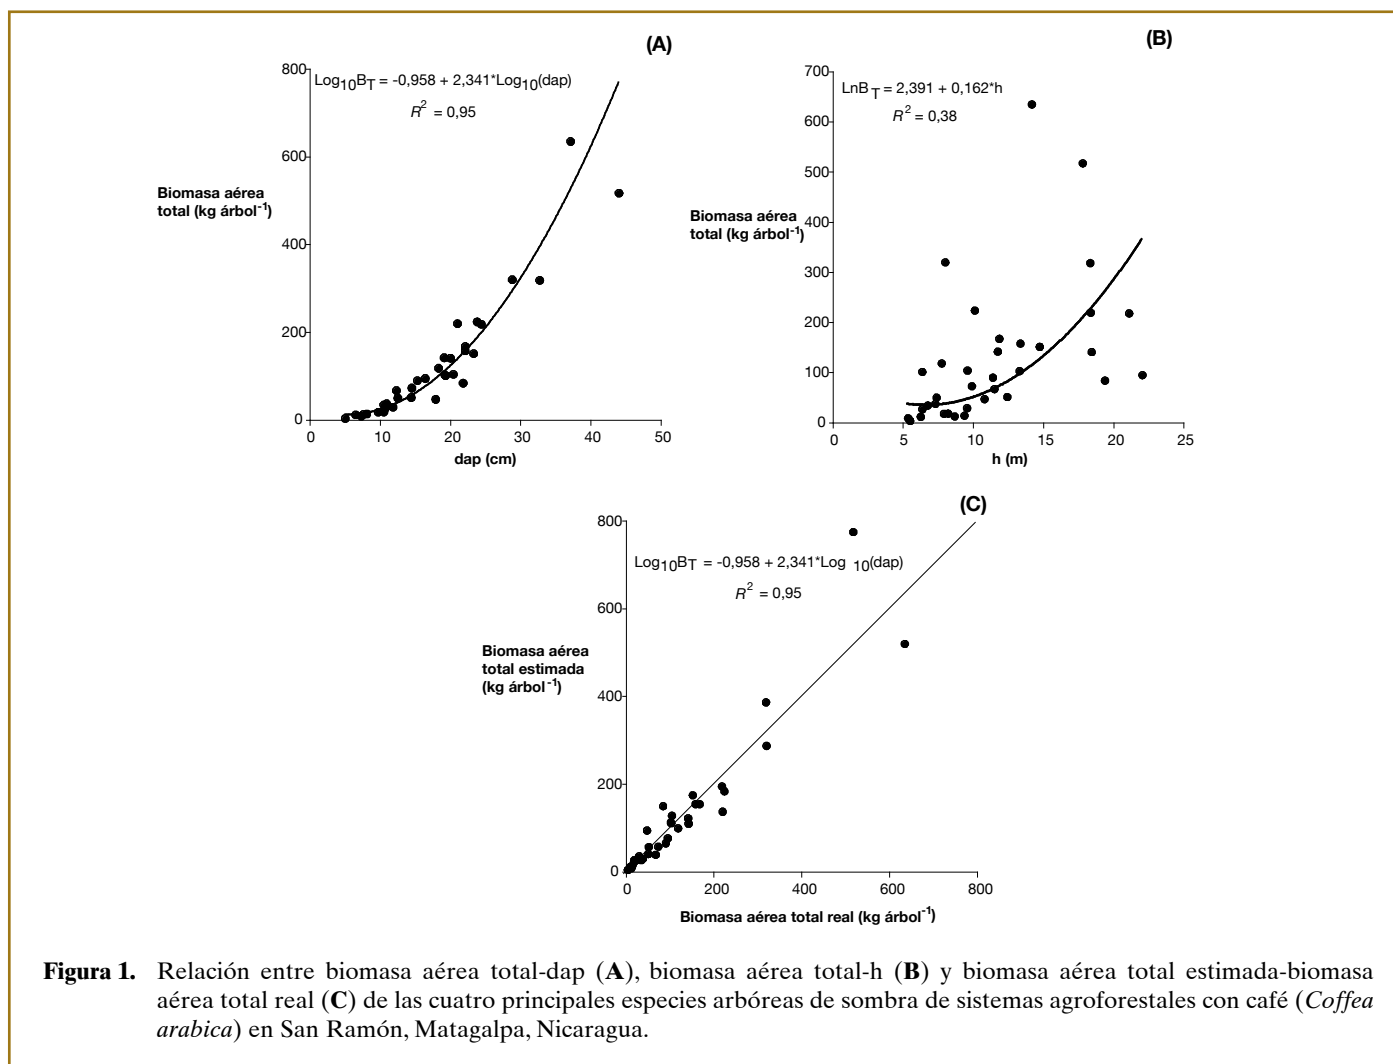 (A)
800
Log10BT = -0,958 + 2,341*Log10(dap)
R2 = 0,95
600
Biomasa aérea
total (kg árbol-1)
400
200
0
0 10 20 30 40 50
dap (cm)
(B)
700
LnB T = 2,391 + 0,162*h
R2 = 0,38
600
500
400
Biomasa aérea
total (kg árbol-1)
300
200
100
0
0 5 10 15 20 25
h (m)
(C)
800
Log10BT = -0,958 + 2,341*Log 10(dap)
R2 = 0,95
600
Biomasa aérea
total estimada
(kg árbol-1)
400
200
0
0 200 400 600 800
Biomasa aérea total real (kg árbol-1)
Figura 1. Relación entre biomasa aérea total-dap (A), biomasa aérea total-h (B) y biomasa aérea total estimada-biomasa
aérea total real (C) de las cuatro principales especies arbóreas de sombra de sistemas agroforestales con café (Coffea
arabica) en San Ramón, Matagalpa, Nicaragua.